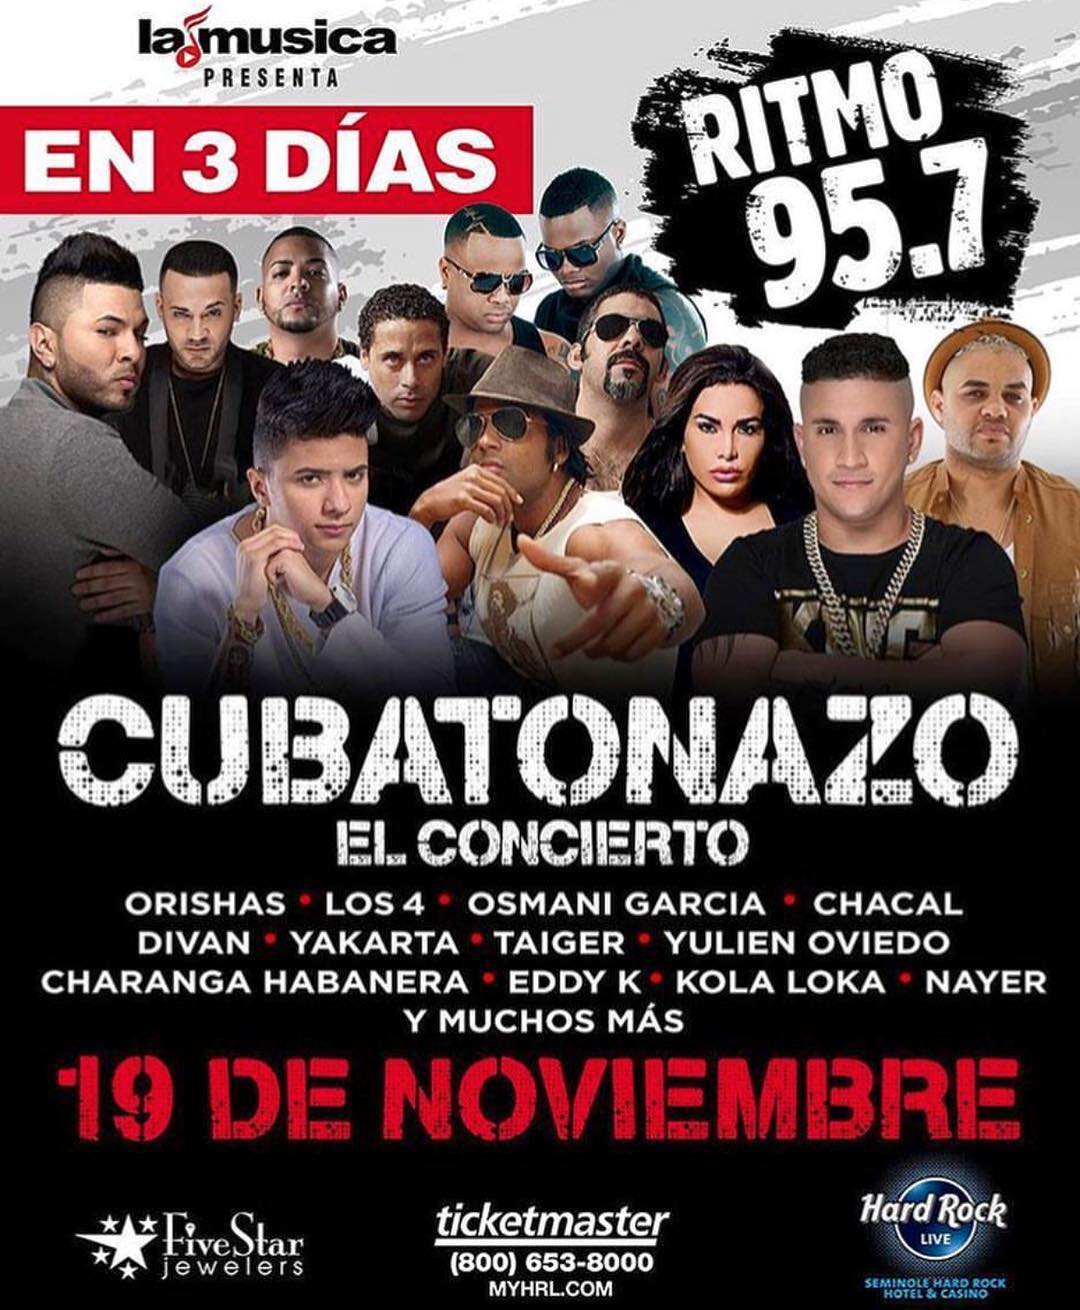 lamusica
PRESENTA
EN 3 DÍAS
RITMO
95.7
KING
CUBATONAZO
EL CONCIERTO
ORISHAS • LOS 4 • OSMANI GARCIA • CHACAL
DIVAN • YAKARTA • TAIGER • YULIEN OVIEDO
CHARANGA HABANERA • EDDY K • KOLA LOKA • NAYER
Y MUCHOS MÁS
19 DE NOVIEMBRE
FiveStar
jewelers
ticketmaster
(800) 653-8000
MYHRL.COM
Hard Rock
LIVE
SEMINOLE HARD ROCK
HOTEL & CASINO